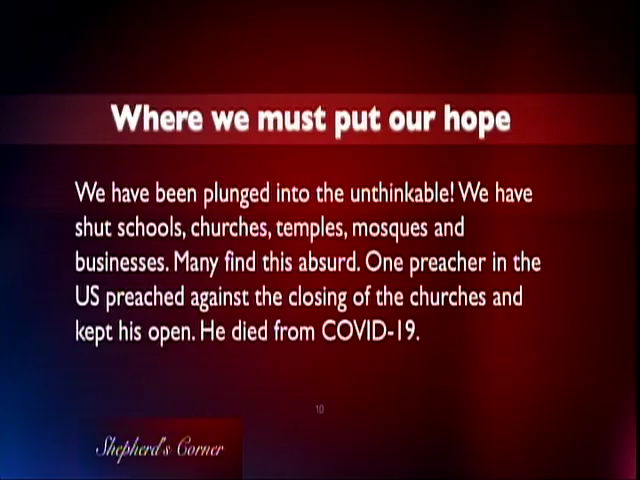 Where we must put our hope
We have been plunged into the unthinkable! We have
shut schools, churches, temples, mosques and
businesses. Many find this absurd. One preacher in the
US preached against the closing of the churches and
kept his open. He died from COVID-19.
10
Shepherd's Corner